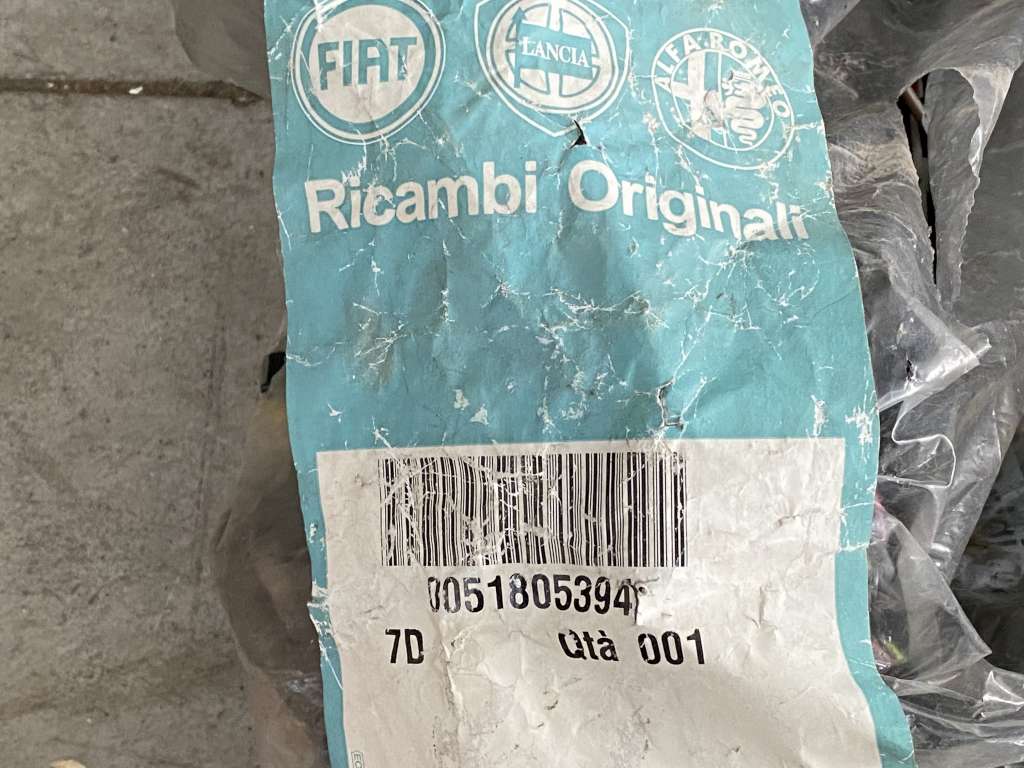 FIAT
LANCIA
ALFA ROMEO
Ricambi Originali
0051805394
7D Qtà 001